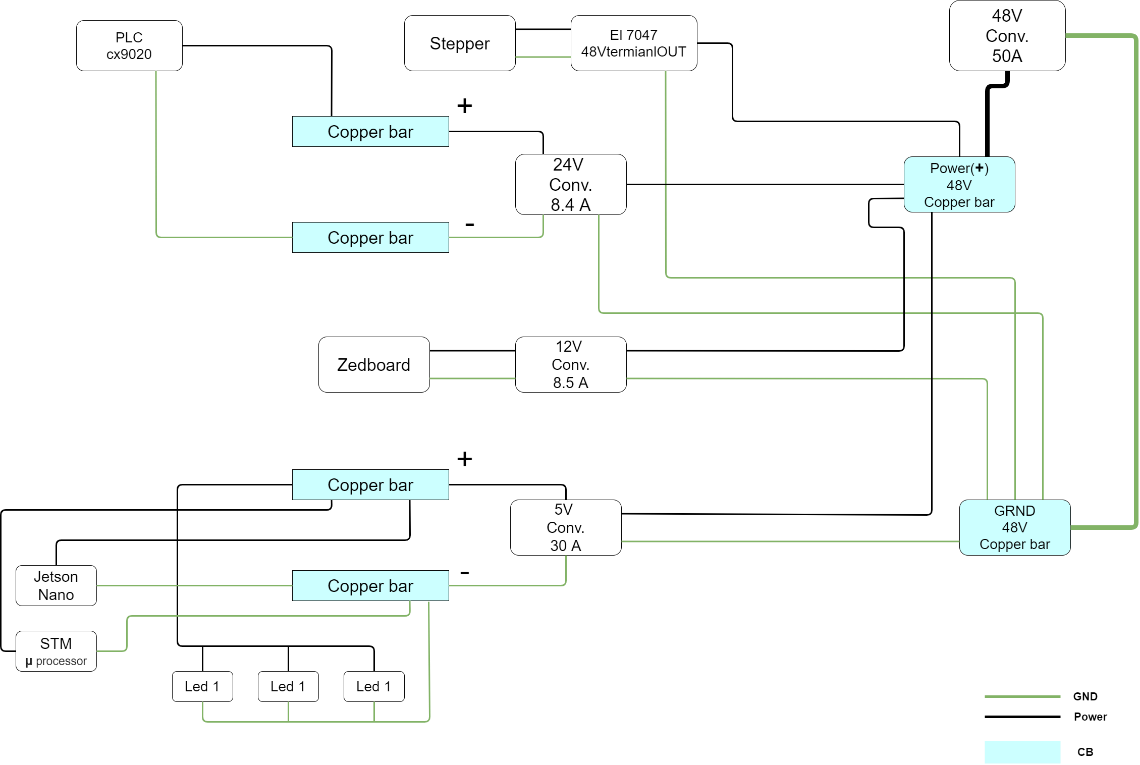 PLC
cx9020
Stepper
EI 7047
48VtermianlOUT
48V
Conv.
50A
+
Copper bar
24V
Conv.
8.4 A
Power(+)
48V
Copper bar
-
Copper bar
Zedboard
12V
Conv.
8.5 A
+
Copper bar
5V
Conv.
30 A
GRND
48V
Copper bar
-
Copper bar
Jetson
Nano
STM
µ processor
Led 1
Led 1
Led 1
GND
Power
CB